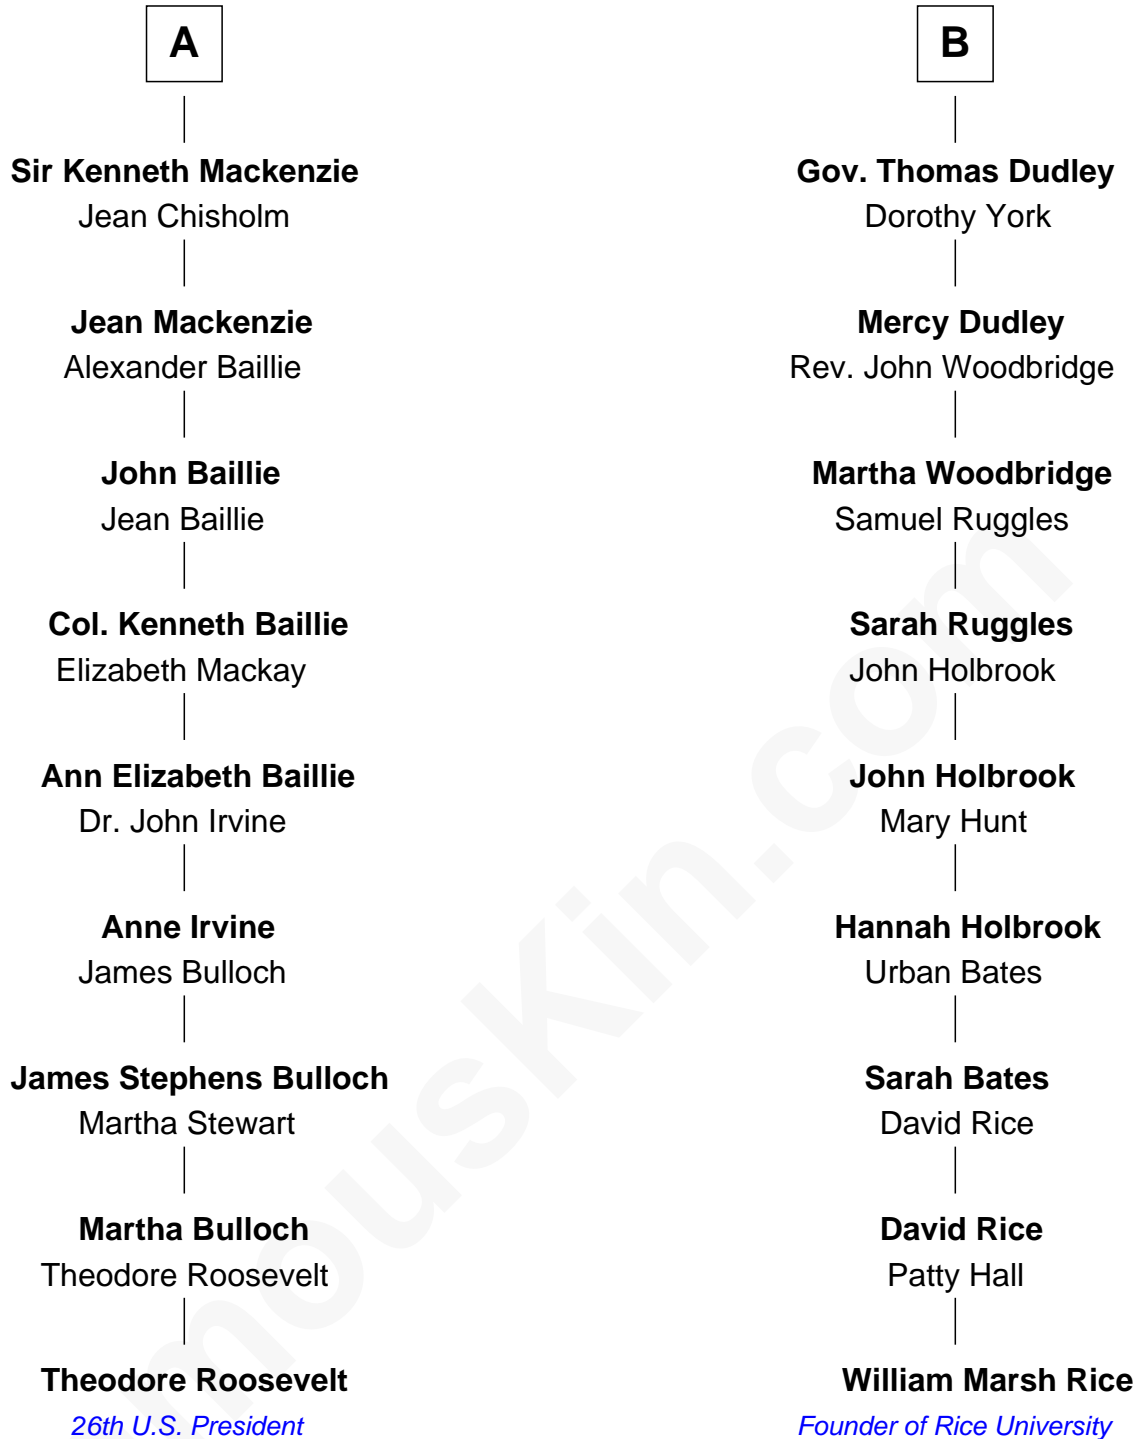 A
Sir Kenneth Mackenzie
Jean Chisholm
Jean Mackenzie
Alexander Baillie
John Baillie
Jean Baillie
Col. Kenneth Baillie
Elizabeth Mackay
Ann Elizabeth Baillie
Dr. John Irvine
Anne Irvine
James Bulloch
James Stephens Bulloch
Martha Stewart
Martha Bulloch
Theodore Roosevelt
Theodore Roosevelt
26th U.S. President
B
Gov. Thomas Dudley
Dorothy York
Mercy Dudley
Rev. John Woodbridge
Martha Woodbridge
Samuel Ruggles
Sarah Ruggles
John Holbrook
John Holbrook
Mary Hunt
Hannah Holbrook
Urban Bates
Sarah Bates
David Rice
David Rice
Patty Hall
William Marsh Rice
Founder of Rice University
mousKin.com